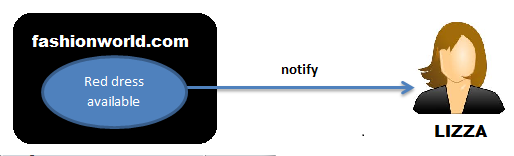 fashionworld.com
Red dress
available
notify
LIZZA